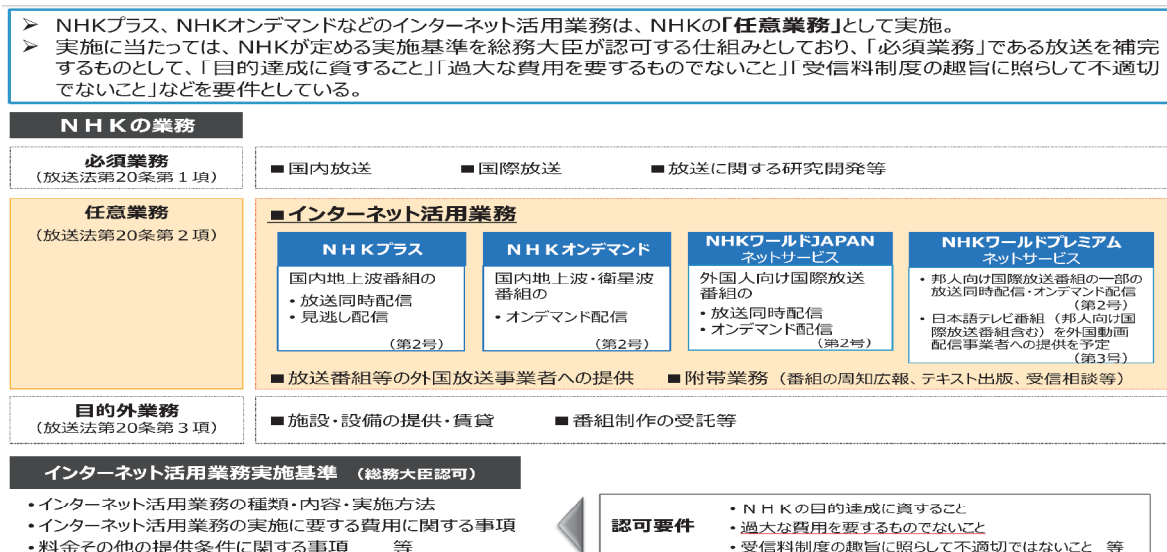 ➢ NHKプラス、NHKオンデマンドなどのインターネット活用業務は、NHKの「任意業務」として実施。
➢ 実施に当たっては、NHKが定める実施基準を総務大臣が認可する仕組みとしており、「必須業務」である放送を補完
するものとして、「目的達成に資すること」「過大な費用を要するものでないこと」「受信料制度の趣旨に照らして不適切
でないこと」などを要件としている。
ＮＨＫの業務
必須業務
(放送法第20条第１項)
■国内放送 ■国際放送 ■放送に関する研究開発等
任意業務
(放送法第20条第２項)
■インターネット活用業務
ＮＨＫプラス
国内地上波番組の
・放送同時配信
・見逃し配信
(第2号)
ＮＨＫオンデマンド
国内地上波・衛星波
番組の
・オンデマンド配信
(第2号)
NHKワールドJAPAN
ネットサービス
外国人向け国際放送
番組の
・放送同時配信
・オンデマンド配信
(第2号)
NHKワールドプレミアム
ネットサービス
・邦人向け国際放送番組の一部の
放送同時配信・オンデマンド配信
(第2号)
・日本語テレビ番組（邦人向け国
際放送番組含む）を外国動画
配信事業者への提供を予定
(第3号)
■放送番組等の外国放送事業者への提供 ■附帯業務（番組の周知広報、テキスト出版、受信相談等）
目的外業務
(放送法第20条第３項)
■施設・設備の提供・賃貸 ■番組制作の受託等
インターネット活用業務実施基準 （総務大臣認可）
・インターネット活用業務の種類・内容・実施方法
・インターネット活用業務の実施に要する費用に関する事項
・料金その他の提供条件に関する事項 等
認可要件
・ＮＨＫの目的達成に資すること
・過大な費用を要するものでないこと
・受信料制度の趣旨に照らして不適切ではないこと 等